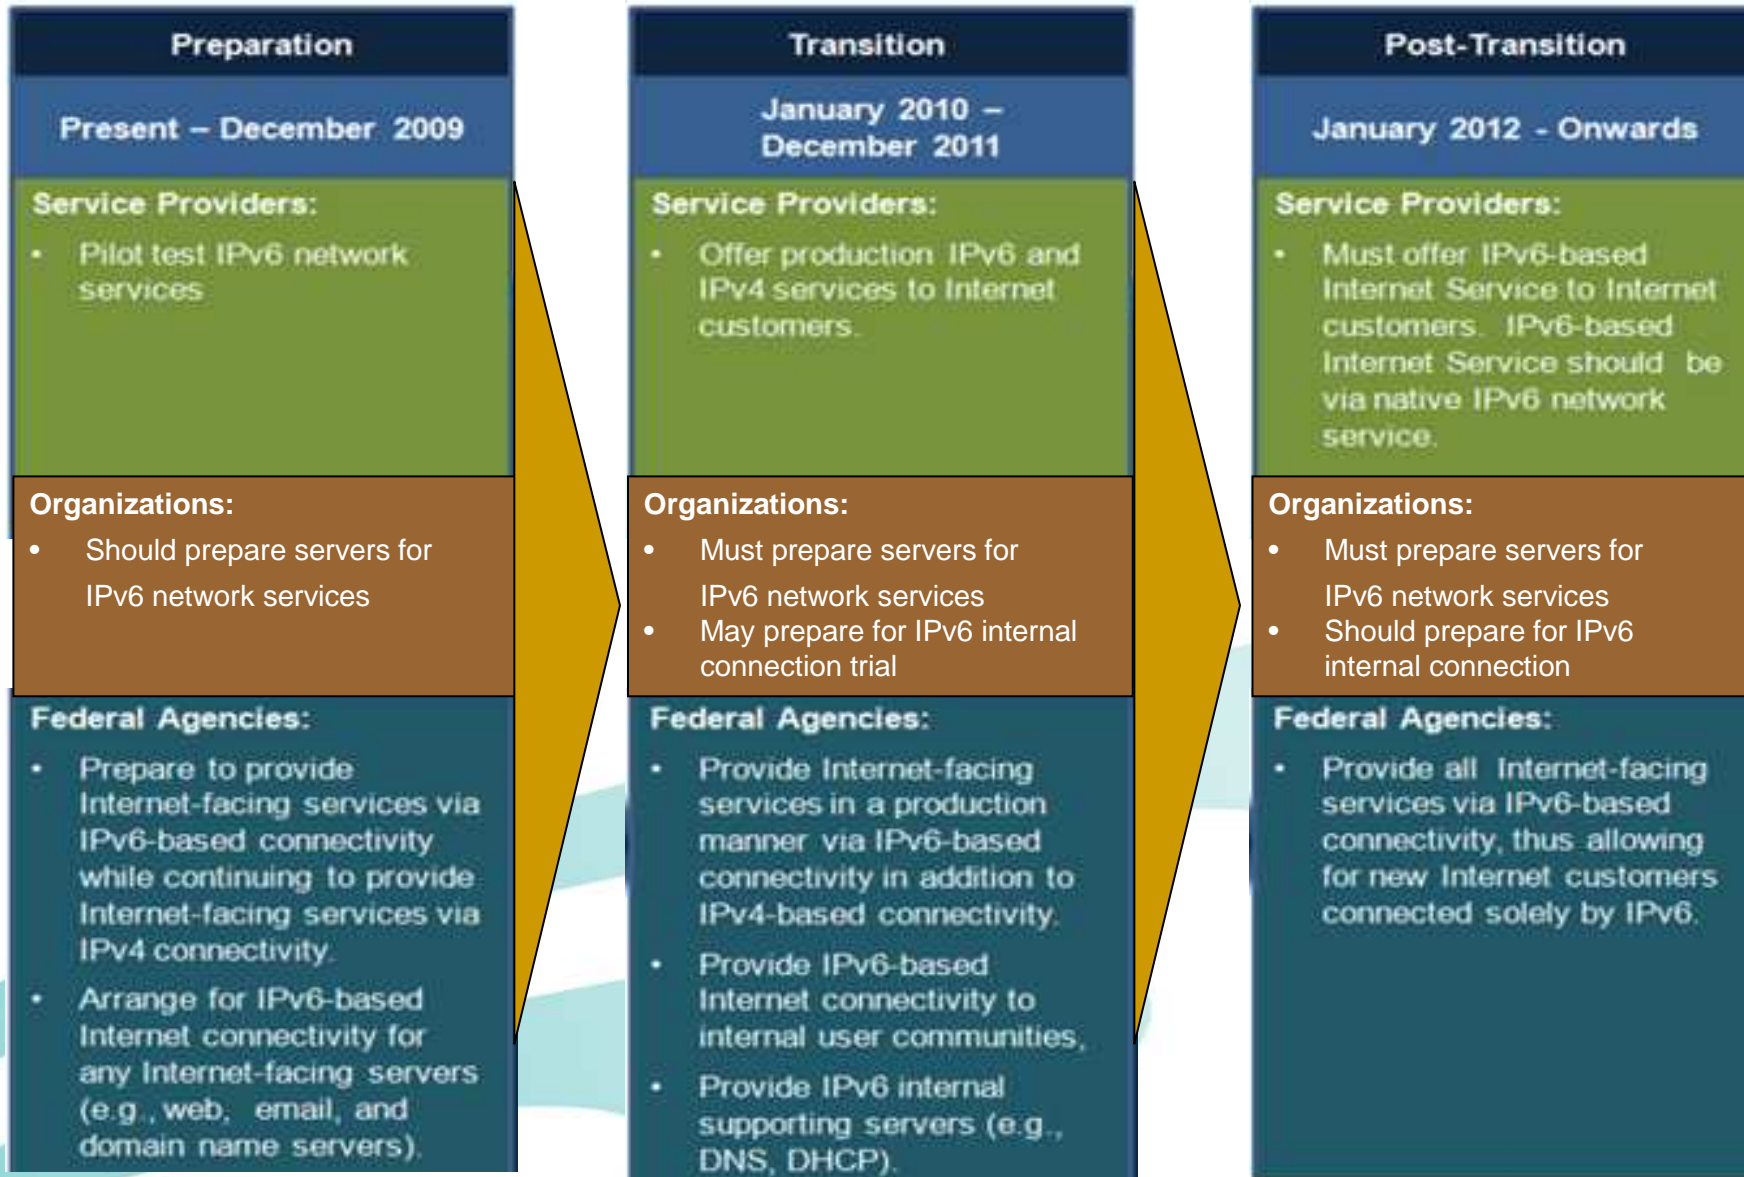 Preparation
Present – December 2009
Service Providers:
• Pilot test IPv6 network
services
Organizations:
• Should prepare servers for
IPv6 network services
Federal Agencies:
• Prepare to provide
Internet-facing services via
IPv6-based connectivity
while continuing to provide
Internet-facing services via
IPv4 connectivity.
• Arrange for IPv6-based
Internet connectivity for
any Internet-facing servers
(e.g., web, email, and
domain name servers).
Transition
January 2010 –
December 2011
Service Providers:
• Offer production IPv6 and
IPv4 services to Internet
customers.
Organizations:
• Must prepare servers for
IPv6 network services
• May prepare for IPv6 internal
connection trial
Federal Agencies:
• Provide Internet-facing
services in a production
manner via IPv6-based
connectivity in addition to
IPv4-based connectivity.
• Provide IPv6-based
Internet connectivity to
internal user communities,
• Provide IPv6 internal
supporting servers (e.g.,
DNS, DHCP).
Post-Transition
January 2012 - Onwards
Service Providers:
• Must offer IPv6-based
Internet Service to Internet
customers. IPv6-based
Internet Service should be
via native IPv6 network
service.
Organizations:
• Must prepare servers for
IPv6 network services
• Should prepare for IPv6
internal connection
Federal Agencies:
• Provide all Internet-facing
services via IPv6-based
connectivity, thus allowing
for new Internet customers
connected solely by IPv6.